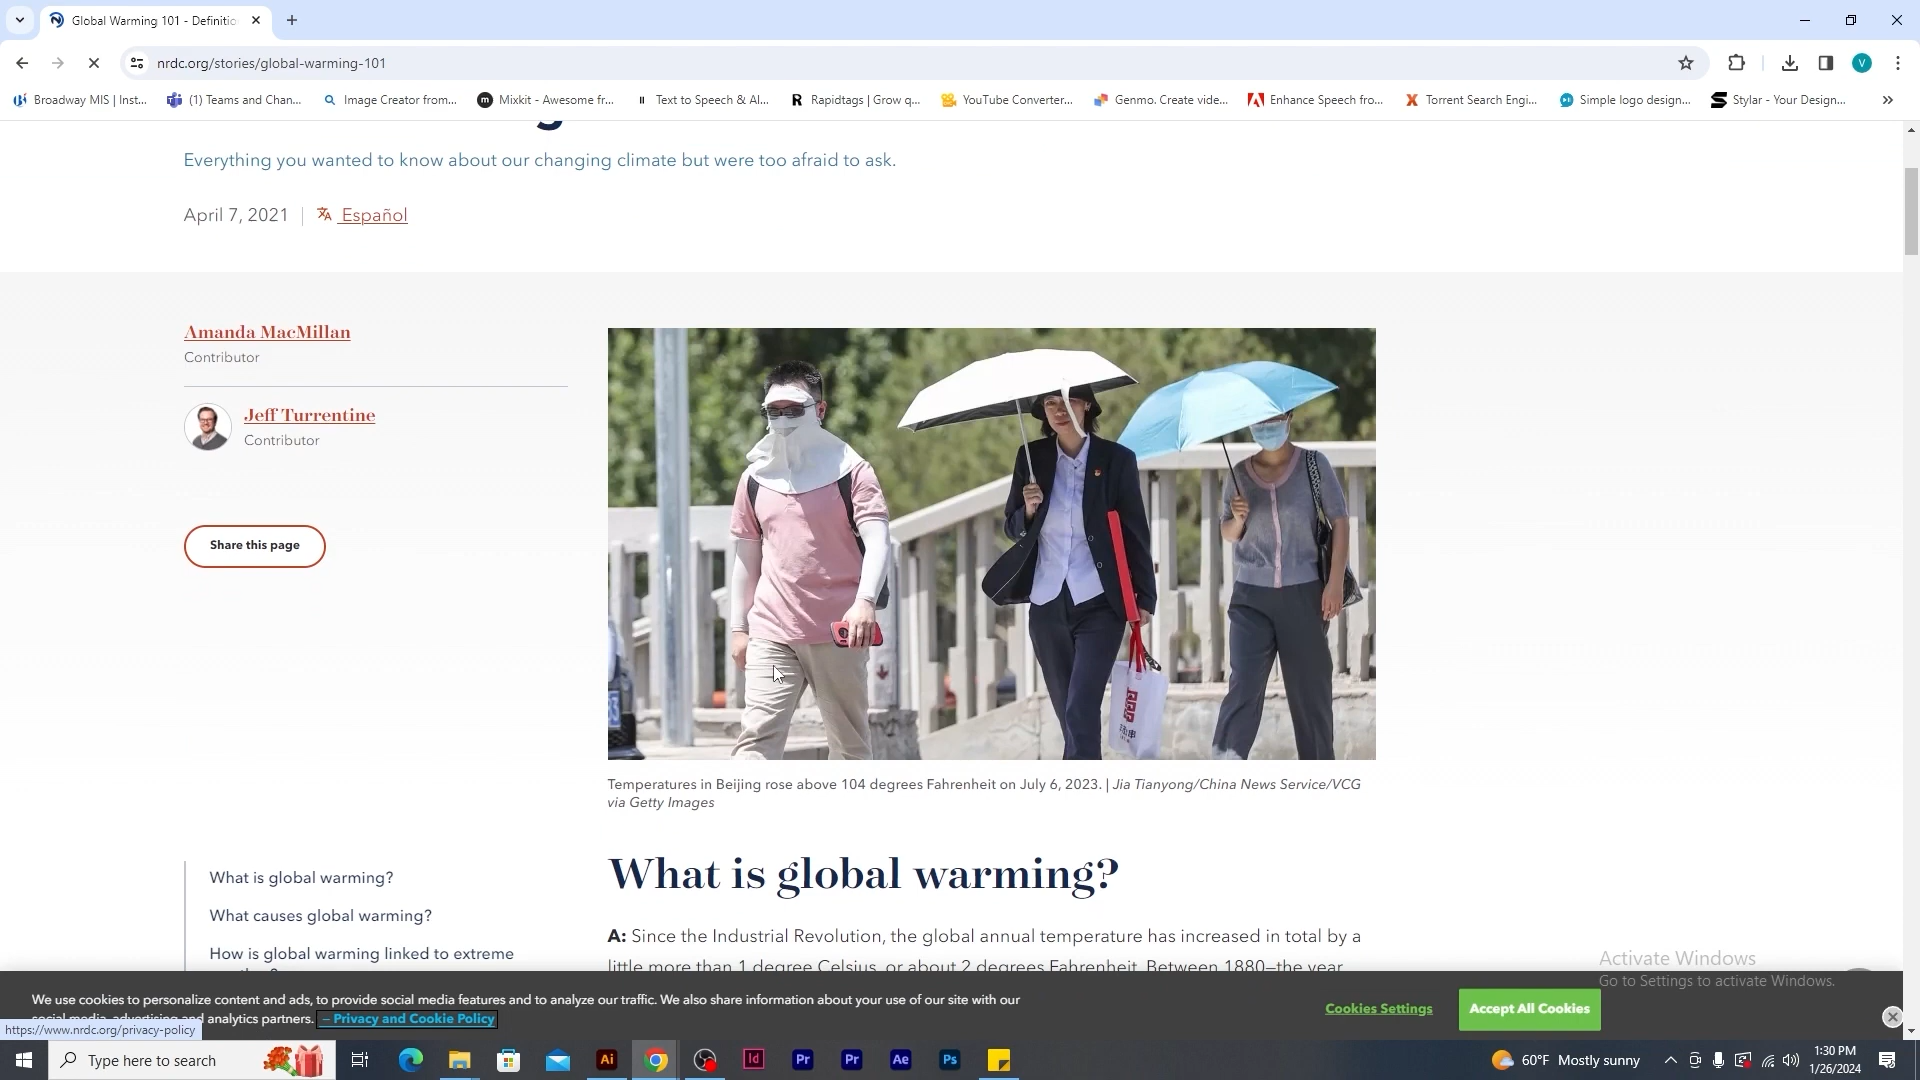 Global Warming 101 - Definitio
nrdc.org/stories/global-warming-101
V
Broadway MIS | Inst...
(1) Teams and Chan...
Image Creator from...
Mixkit - Awesome fr...
Text to Speech & Al...
Rapidtags | Grow q...
YouTube Converter...
Genmo. Create vide...
Enhance Speech fro...
Torrent Search Engi...
Simple logo design...
Stylar - Your Design...
Everything you wanted to know about our changing climate but were too afraid to ask.
April 7, 2021 | Español
Amanda MacMillan
Contributor
Jeff Turrentine
Contributor
Share this page
Temperatures in Beijing rose above 104 degrees Fahrenheit on July 6, 2023. | Jia Tianyong/China News Service/VCG
via Getty Images
What is global warming?
What is global warming?
What causes global warming?
How is global warming linked to extreme
A: Since the Industrial Revolution, the global annual temperature has increased in total by a
little more than 1 degree Celsius, or about 2 degrees Fahrenheit. Between 1880—the year
Activate Windows
Go to Settings to activate Windows.
We use cookies to personalize content and ads, to provide social media features and to analyze our traffic. We also share information about your use of our site with our
social media, advertising and analytics partners. – Privacy and Cookie Policy
Cookies Settings
Accept All Cookies
https://www.nrdc.org/privacy-policy
Type here to search
Ai
Id
Pr
Pr
Ae
Ps
60°F Mostly sunny
1:30 PM
1/26/2024